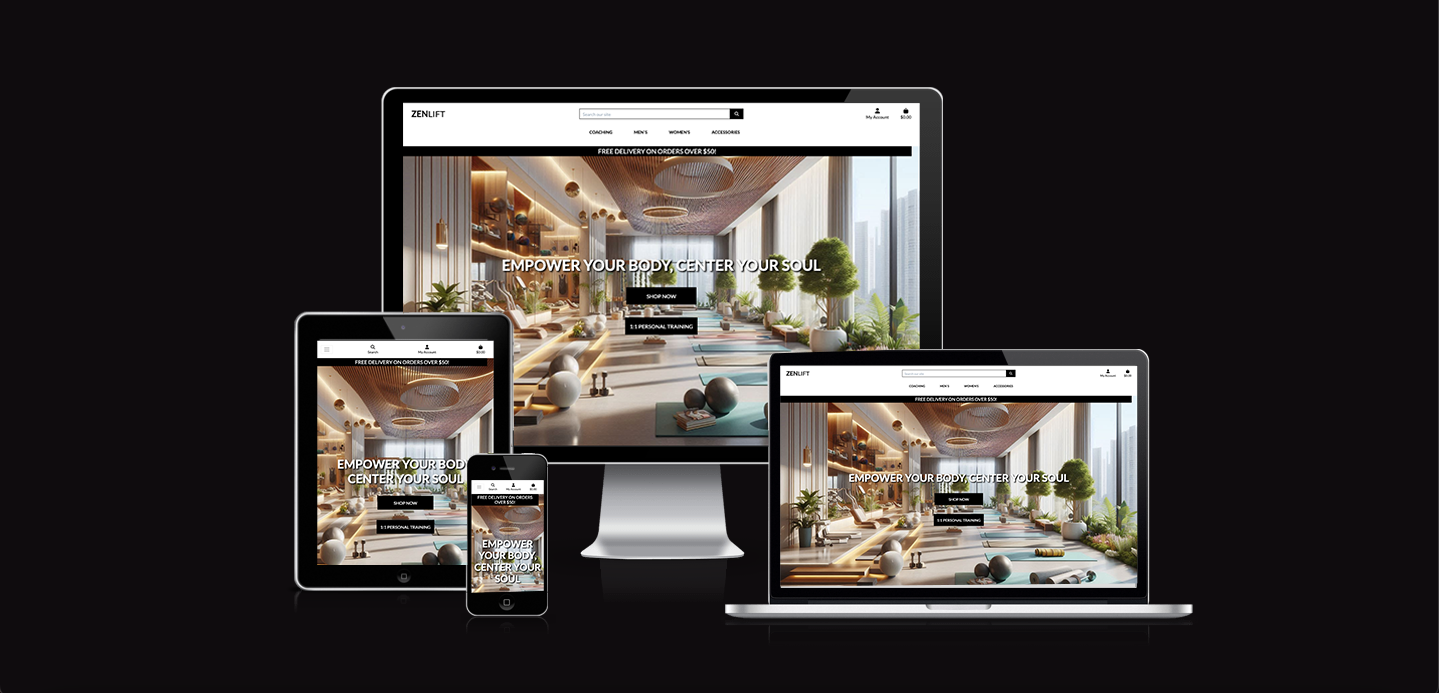 ZENLIFT
Search our site
My Account
$0.00
COACHING MEN'S WOMEN'S ACCESSORIES
FREE DELIVERY ON ORDERS OVER $50!
EMPOWER YOUR BODY, CENTER YOUR SOUL
SHOP NOW
1:1 PERSONAL TRAINING
Search
My Account
$0.00
FREE DELIVERY ON ORDERS OVER $50!
EMPOWER YOUR BOD
CENTER YOUR SOUL
SHOP NOW
1:1 PERSONAL TRAINING
Search
My Account
$0.00
FREE DELIVERY ON ORDERS
OVER $50!
EMPOWER
YOUR BODY,
CENTER YOUR
SOUL
ZENLIFT
Search our site
My Account
$0.00
COACHING MEN'S WOMEN'S ACCESSORIES
FREE DELIVERY ON ORDERS OVER $50!
EMPOWER YOUR BODY, CENTER YOUR SOUL
SHOP NOW
1:1 PERSONAL TRAINING